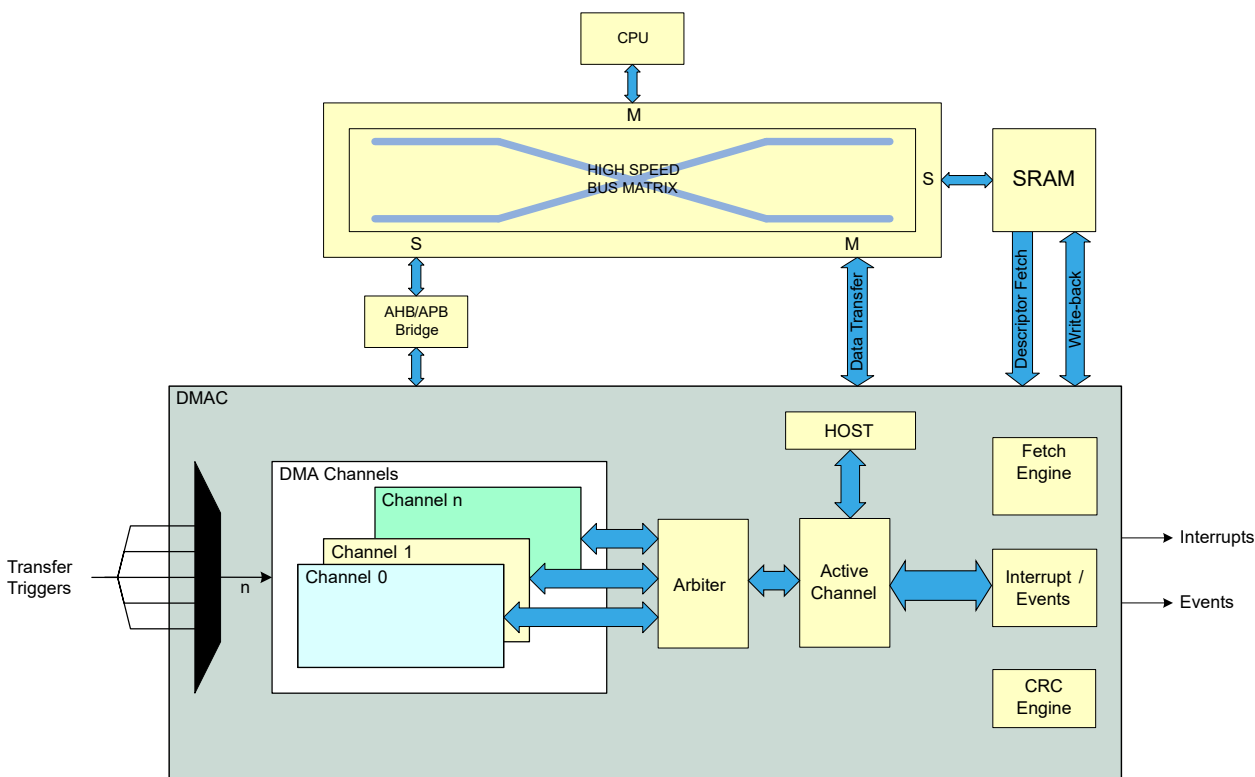 CPU
M
HIGH SPEED
BUS MATRIX
S
SRAM
S
M
AHB/APB
Bridge
Data Transfer
Descriptor Fetch
Write-back
DMAC
HOST
Fetch
Engine
DMA Channels
Channel n
Channel 1
Channel 0
Transfer
Triggers
n
Arbiter
Active
Channel
Interrupt /
Events
Interrupts
Events
CRC
Engine